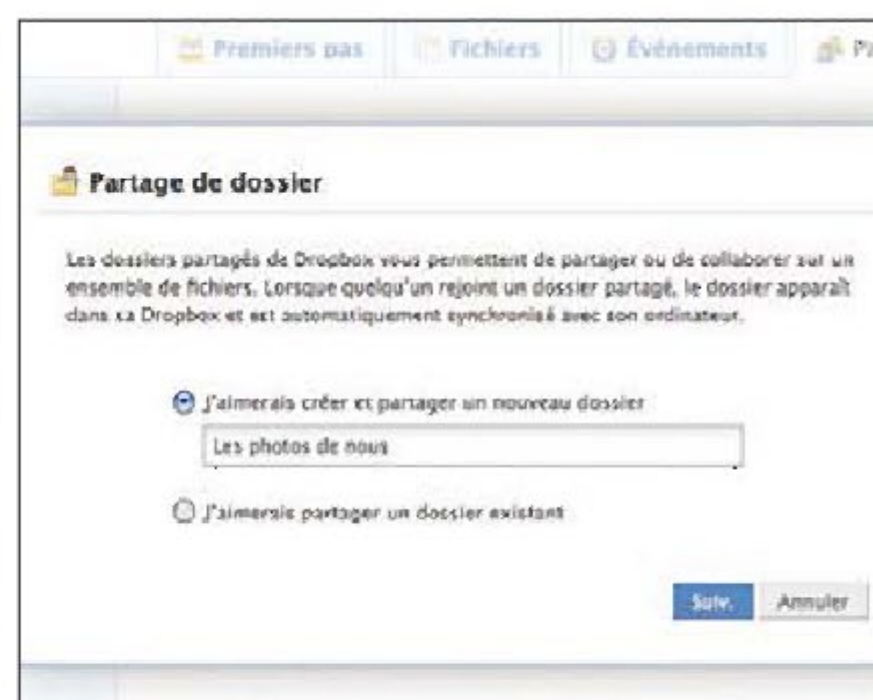 Premiers pas Fichiers Événements Pa
Partage de dossier
Les dossiers partagés de Dropbox vous permettent de partager ou de collaborer sur un
ensemble de fichiers. Lorsque quelqu'un rejoint un dossier partagé, le dossier apparaît
dans sa Dropbox et est automatiquement synchronisé avec son ordinateur.
J'aimerais créer et partager un nouveau dossier
Les photos de nous
J'aimerais partager un dossier existant
Suiv. Annuler